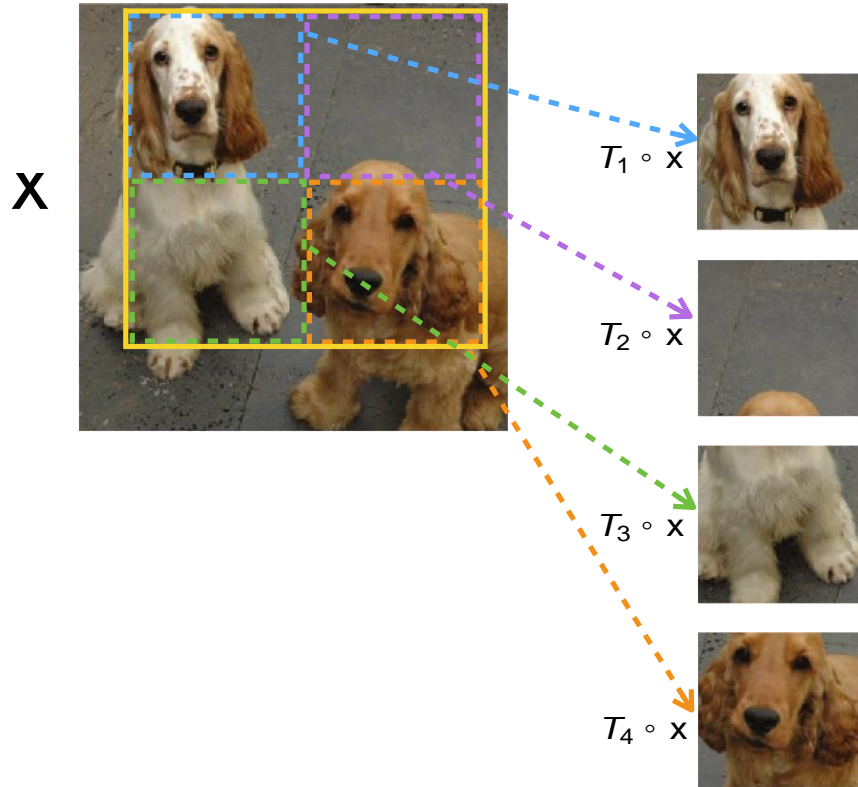 X
T₁ ∘ x
T₂ ∘ x
T₃ ∘ x
T₄ ∘ x